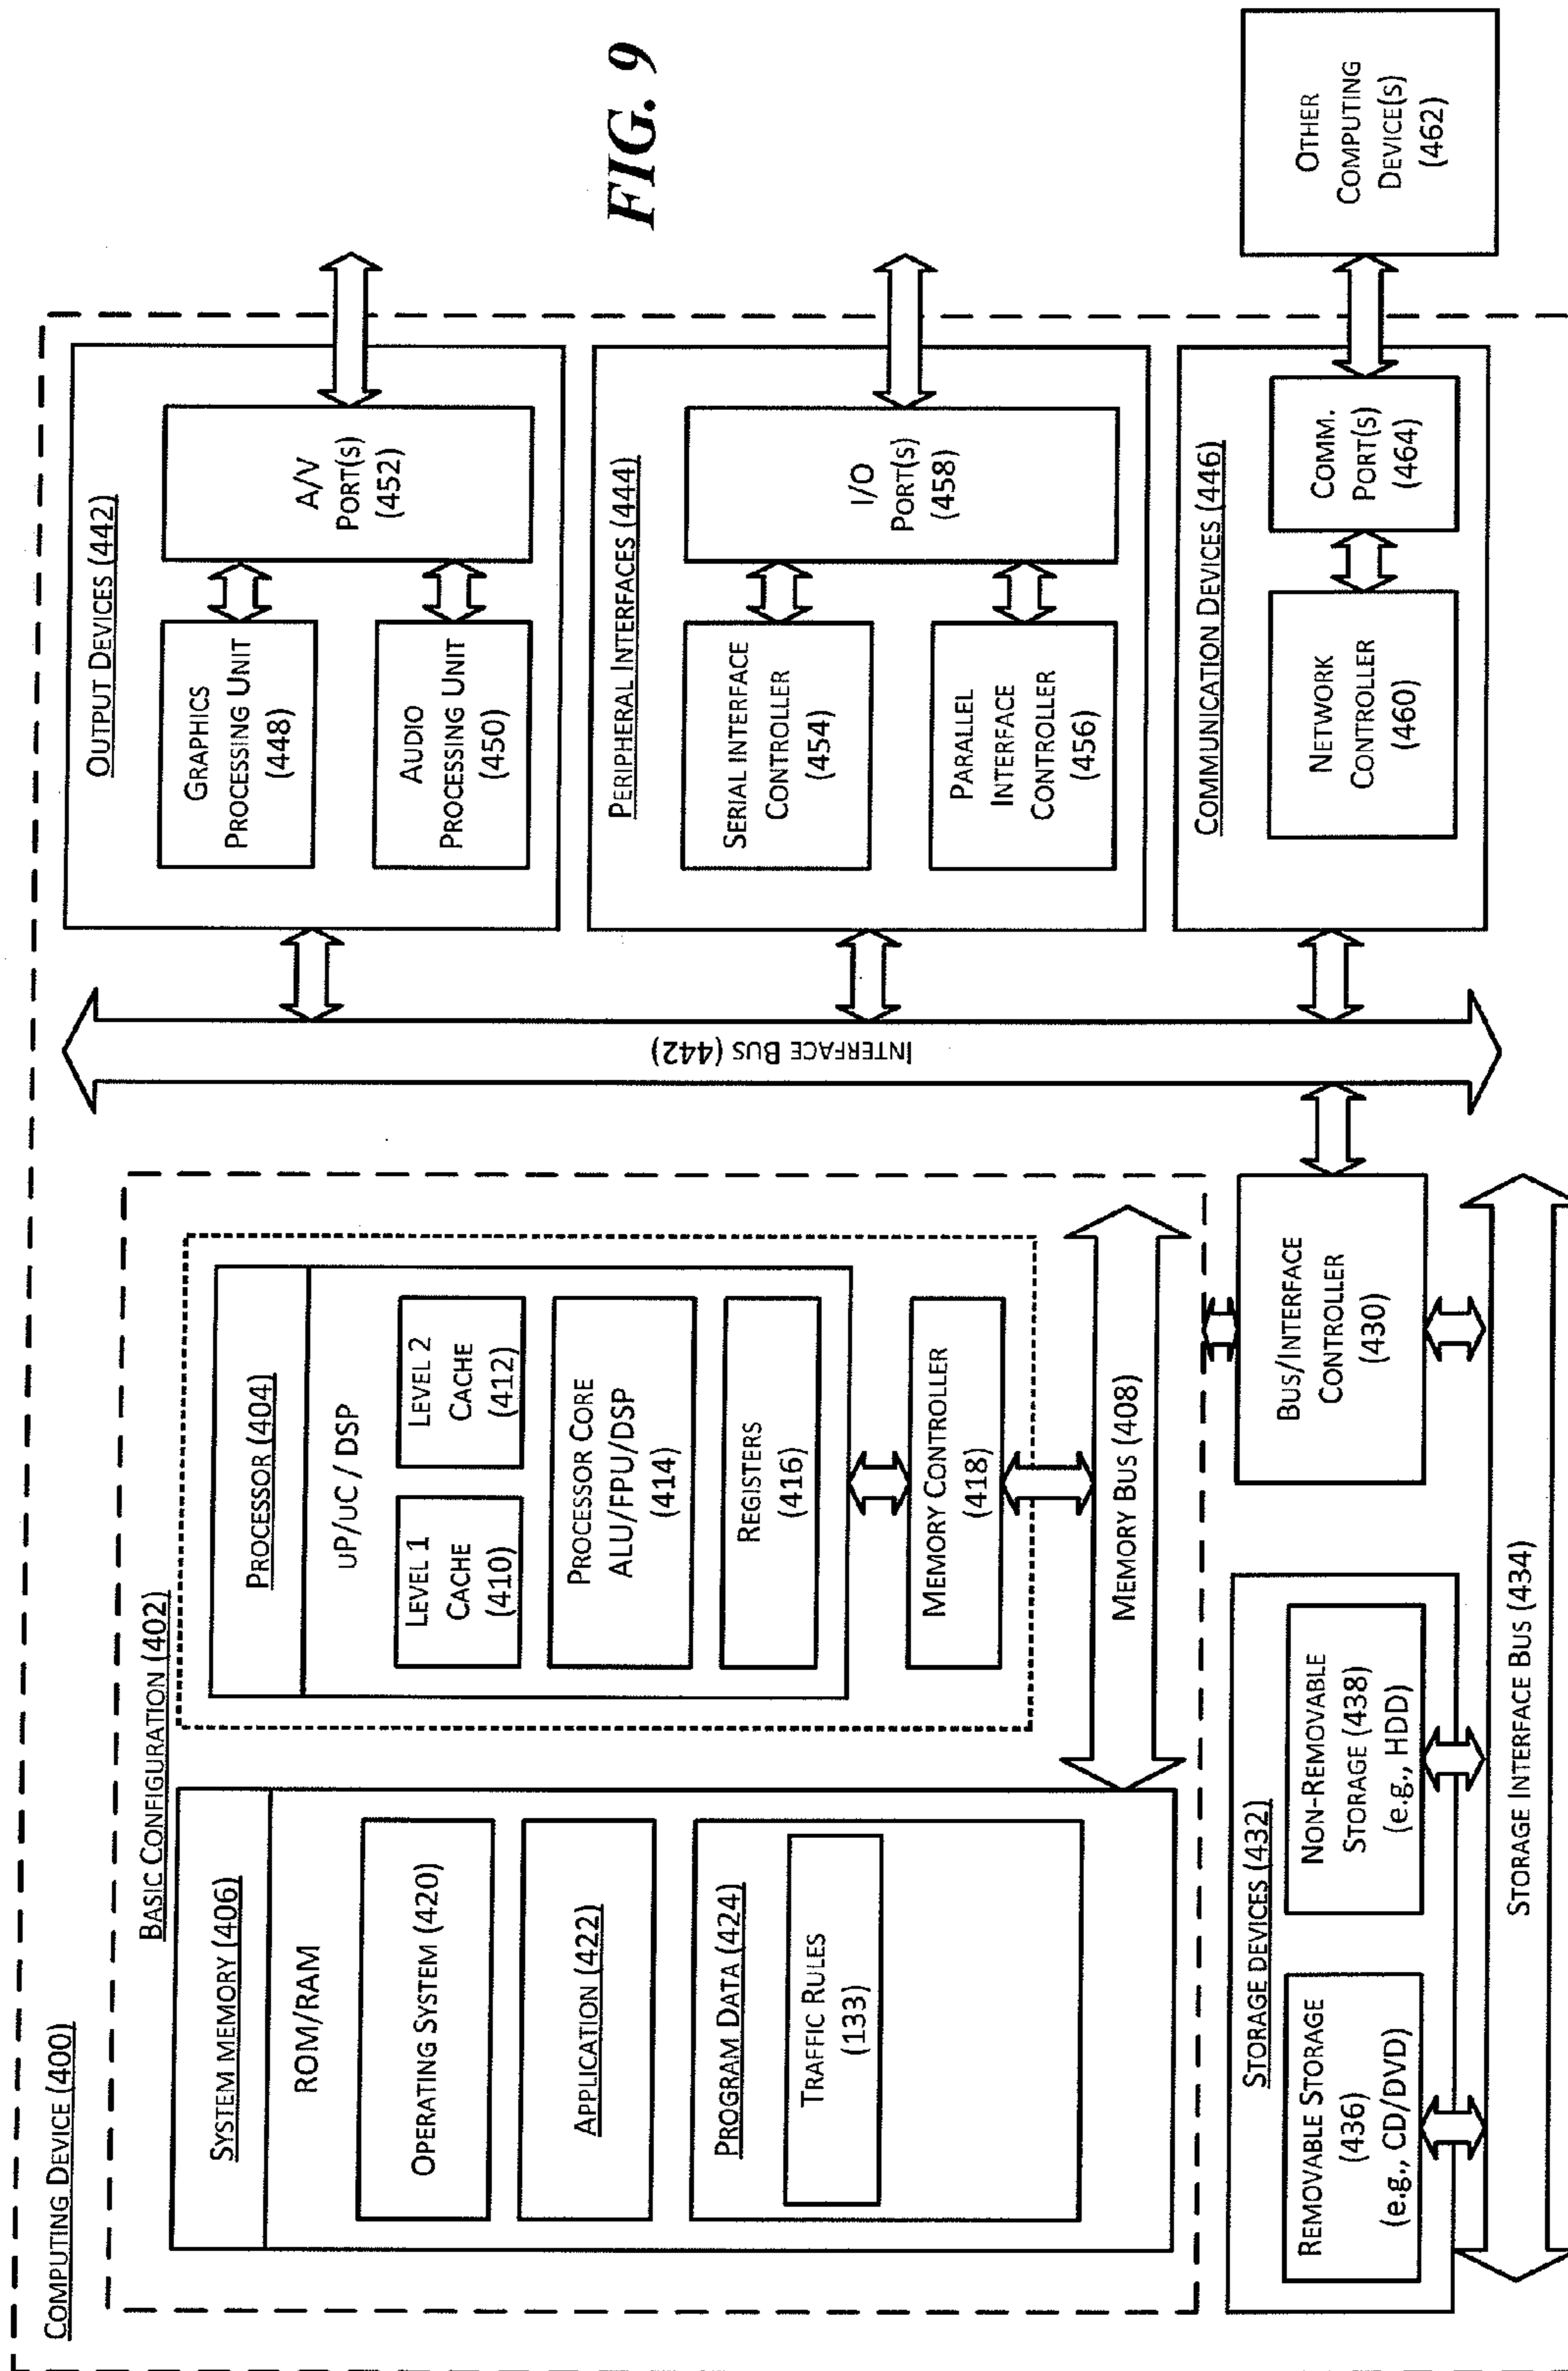 COMPUTING DEVICE (400)
BASIC CONFIGURATION (402)
SYSTEM MEMORY (406)
ROM/RAM
OPERATING SYSTEM (420)
APPLICATION (422)
PROGRAM DATA (424)
TRAFFIC RULES
(133)
PROCESSOR (404)
uP/uC / DSP
LEVEL 1
CACHE
(410)
LEVEL 2
CACHE
(412)
PROCESSOR CORE
ALU/FPU/DSP
(414)
REGISTERS
(416)
MEMORY CONTROLLER
(418)
MEMORY BUS (408)
BUS/INTERFACE
CONTROLLER
(430)
STORAGE DEVICES (432)
REMOVABLE STORAGE
(436)
(e.g., CD/DVD)
NON-REMOVABLE
STORAGE (438)
(e.g., HDD)
STORAGE INTERFACE BUS (434)
INTERFACE BUS (442)
OUTPUT DEVICES (442)
GRAPHICS
PROCESSING UNIT
(448)
AUDIO
PROCESSING UNIT
(450)
A/V
PORT(S)
(452)
PERIPHERAL INTERFACES (444)
SERIAL INTERFACE
CONTROLLER
(454)
PARALLEL
INTERFACE
CONTROLLER
(456)
I/O
PORT(S)
(458)
COMMUNICATION DEVICES (446)
NETWORK
CONTROLLER
(460)
COMM.
PORT(S)
(464)
OTHER
COMPUTING
DEVICE(S)
(462)
FIG. 9